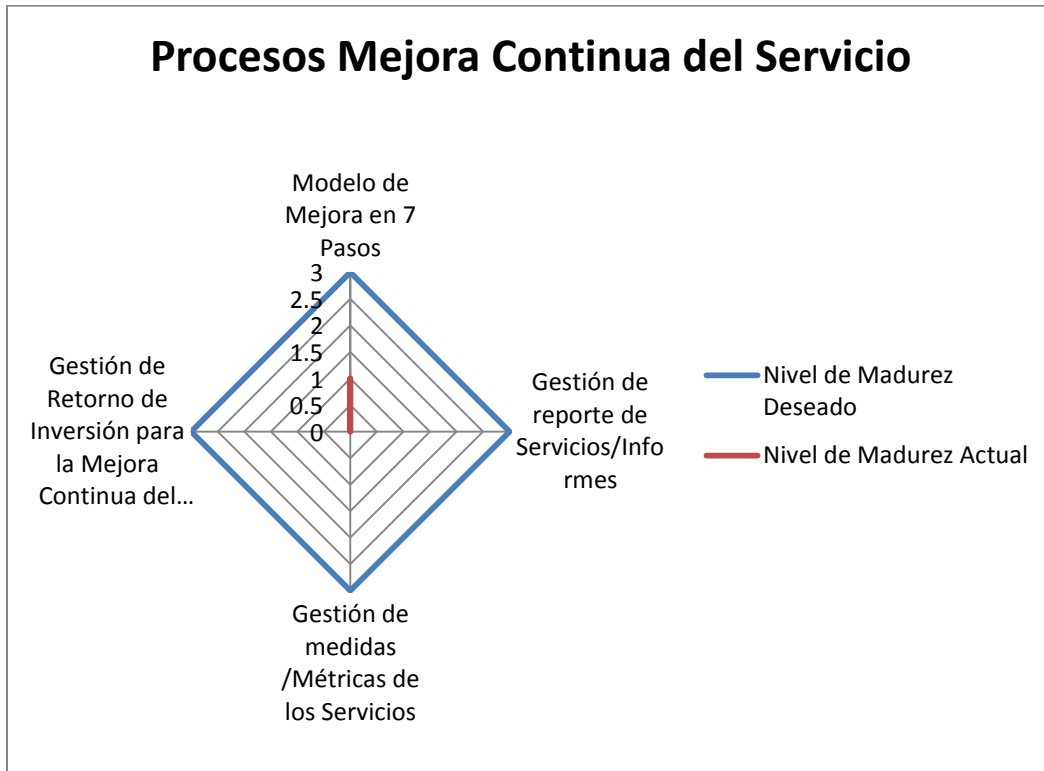 Procesos Mejora Continua del Servicio
Modelo de
Mejora en 7
Pasos
3
2.5
2
1.5
1
0.5
0
Gestión de
reporte de
Servicios/Info
rmes
Gestión de
medidas
/Métricas de
los Servicios
Gestión de
Retorno de
Inversión para
la Mejora
Continua del...
Nivel de Madurez
Deseado
Nivel de Madurez Actual